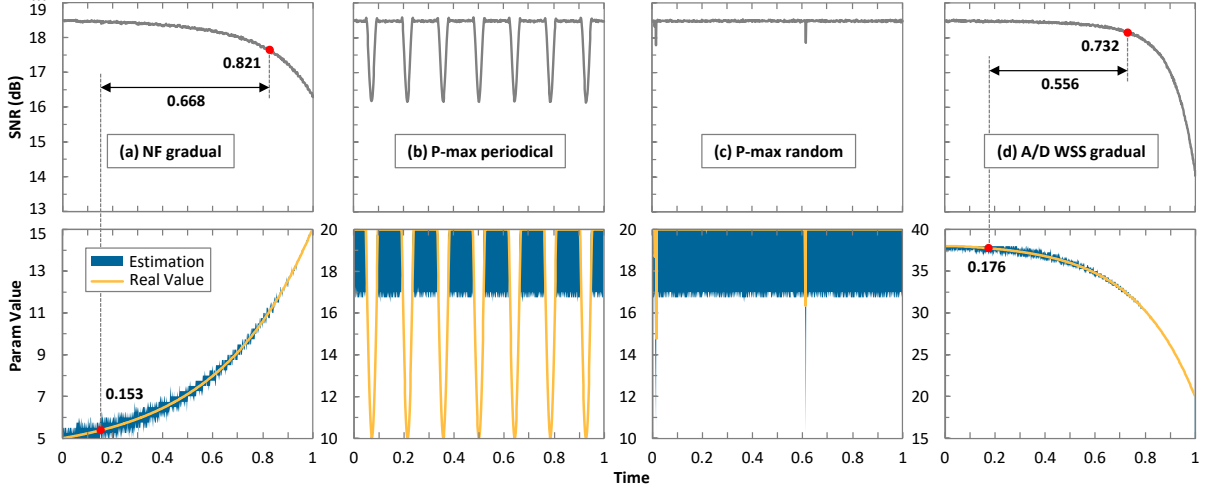 19
18
17
16
15
14
13
SNR (dB)
0.821
0.668
(a) NF gradual
(b) P-max periodical
(c) P-max random
0.732
0.556
(d) A/D WSS gradual
15
13
11
9
7
5
Param Value
Estimation
Real Value
0.153
0 0.2 0.4 0.6 0.8 1
20
18
16
14
12
10
0 0.2 0.4 0.6 0.8 1
20
18
16
14
12
10
0 0.2 0.4 0.6 0.8 1
40
35
30
25
20
15
0.176
0 0.2 0.4 0.6 0.8 1
Time